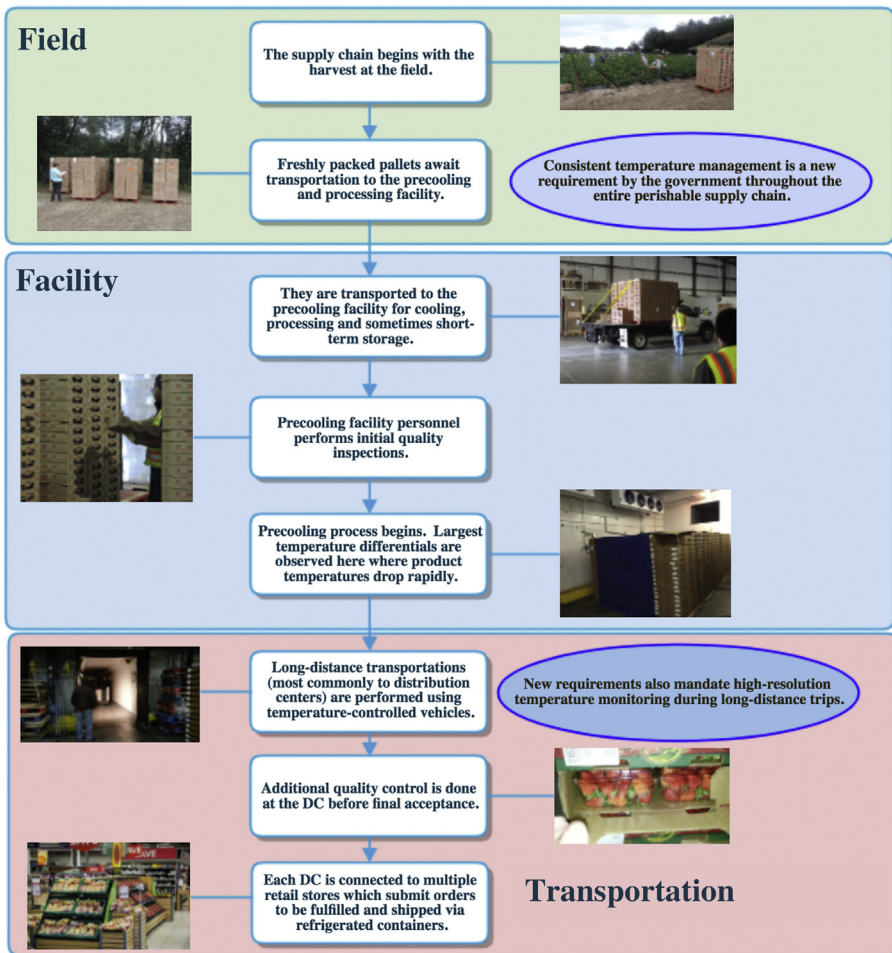 Field
The supply chain begins with the
harvest at the field.
Freshly packed pallets await
transportation to the precooling
and processing facility.
Consistent temperature management is a new
requirement by the government throughout the
entire perishable supply chain.
Facility
They are transported to the
precooling facility for cooling,
processing and sometimes short-
term storage.
Precooling facility personnel
performs initial quality
inspections.
Precooling process begins.  Largest
temperature differentials are
observed here where product
temperatures drop rapidly.
Long-distance transportations
(most commonly to distribution
centers) are performed using
temperature-controlled vehicles.
New requirements also mandate high-resolution
temperature monitoring during long-distance trips.
Additional quality control is done
at the DC before final acceptance.
SAVE
Each DC is connected to multiple
retail stores which submit orders
to be fulfilled and shipped via
refrigerated containers.
Transportation